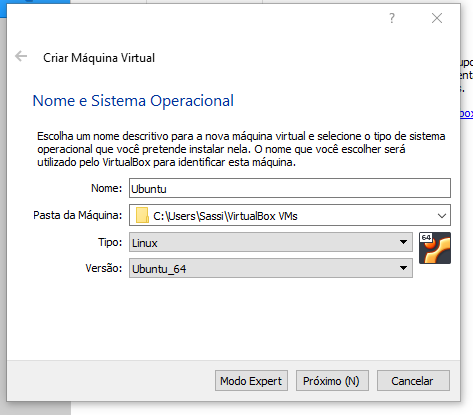 ?
upo
Criar Máquina Virtual
Nome e Sistema Operacional
Escolha um nome descritivo para a nova máquina virtual e selecione o tipo de sistema
operacional que você pretende instalar nela. O nome que você escolher será
utilizado pelo VirtualBox para identificar esta máquina.
Nome: Ubuntu
Pasta da Máquina: C:\Users\Sassi\VirtualBox VMs
Tipo: Linux
64
Versão: Ubuntu_64
Modo Expert Próximo (N) Cancelar